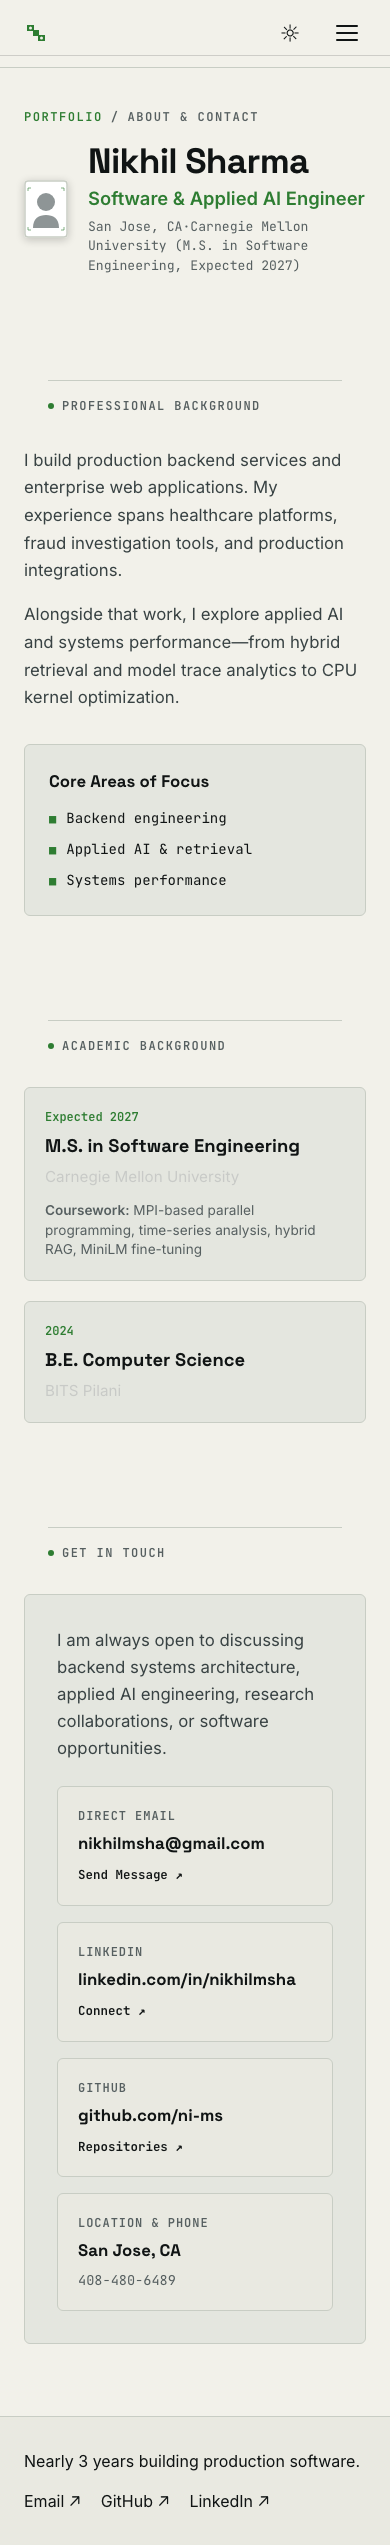 PORTFOLIO / ABOUT & CONTACT
Nikhil Sharma
Software & Applied AI Engineer
San Jose, CA·Carnegie Mellon
University (M.S. in Software
Engineering, Expected 2027)
PROFESSIONAL BACKGROUND
I build production backend services and
enterprise web applications. My
experience spans healthcare platforms,
fraud investigation tools, and production
integrations.
Alongside that work, I explore applied AI
and systems performance—from hybrid
retrieval and model trace analytics to CPU
kernel optimization.
Core Areas of Focus
Backend engineering
Applied AI & retrieval
Systems performance
ACADEMIC BACKGROUND
Expected 2027
M.S. in Software Engineering
Carnegie Mellon University
Coursework: MPI-based parallel
programming, time-series analysis, hybrid
RAG, MiniLM fine-tuning
2024
B.E. Computer Science
BITS Pilani
GET IN TOUCH
I am always open to discussing
backend systems architecture,
applied AI engineering, research
collaborations, or software
opportunities.
DIRECT EMAIL
nikhilmsha@gmail.com
Send Message ↗
LINKEDIN
linkedin.com/in/nikhilmsha
Connect ↗
GITHUB
github.com/ni-ms
Repositories ↗
LOCATION & PHONE
San Jose, CA
408-480-6489
Nearly 3 years building production software.
Email ↗ GitHub ↗ LinkedIn ↗